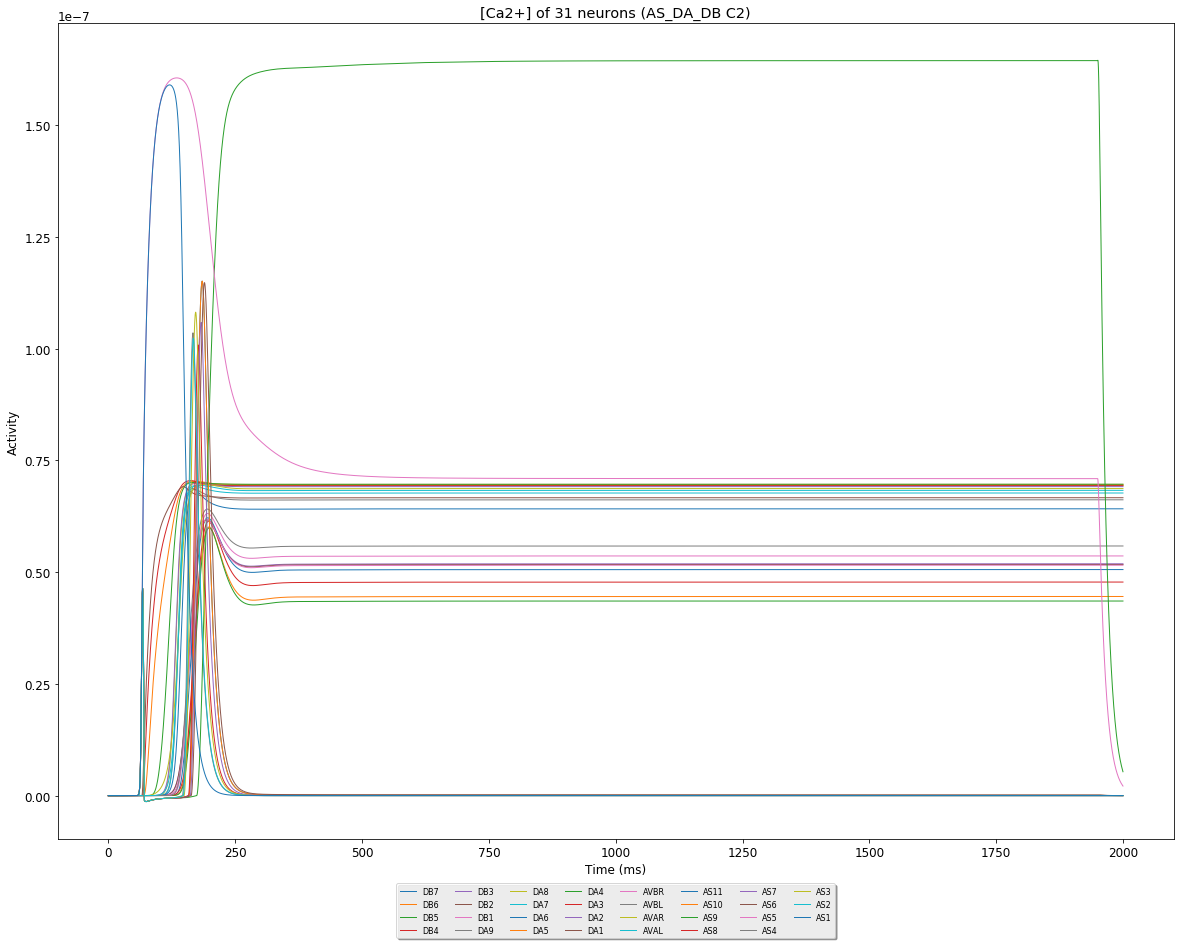 [Ca2+] of 31 neurons (AS_DA_DB C2)
1e−7
1.50
1.25
1.00
0.75
0.50
0.25
0.00
Activity
0 250 500 750 1000 1250 1500 1750 2000
Time (ms)
DB7 DB3 DA8 DA4 AVBR AS11 AS7 AS3
DB6 DB2 DA7 DA3 AVBL AS10 AS6 AS2
DB5 DB1 DA6 DA2 AVAR AS9 AS5 AS1
DB4 DA9 DA5 DA1 AVAL AS8 AS4